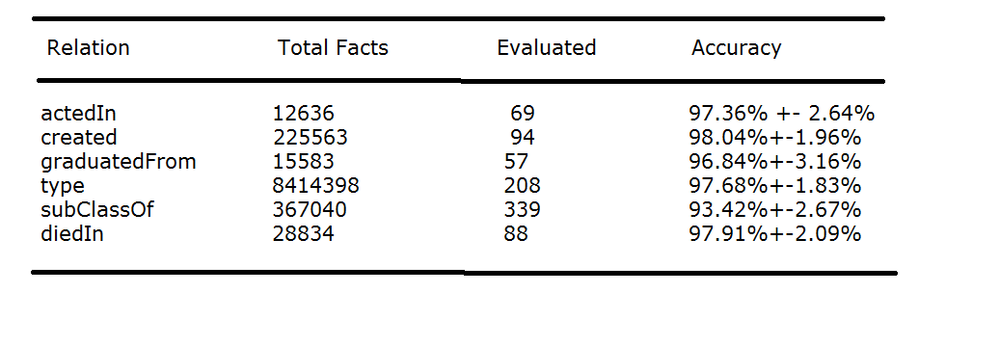 Relation Total Facts Evaluated Accuracy
actedIn 12636 69 97.36% +- 2.64%
created 225563 94 98.04%+-1.96%
graduatedFrom 15583 57 96.84%+-3.16%
type 8414398 208 97.68%+-1.83%
subClassOf 367040 339 93.42%+-2.67%
diedIn 28834 88 97.91%+-2.09%